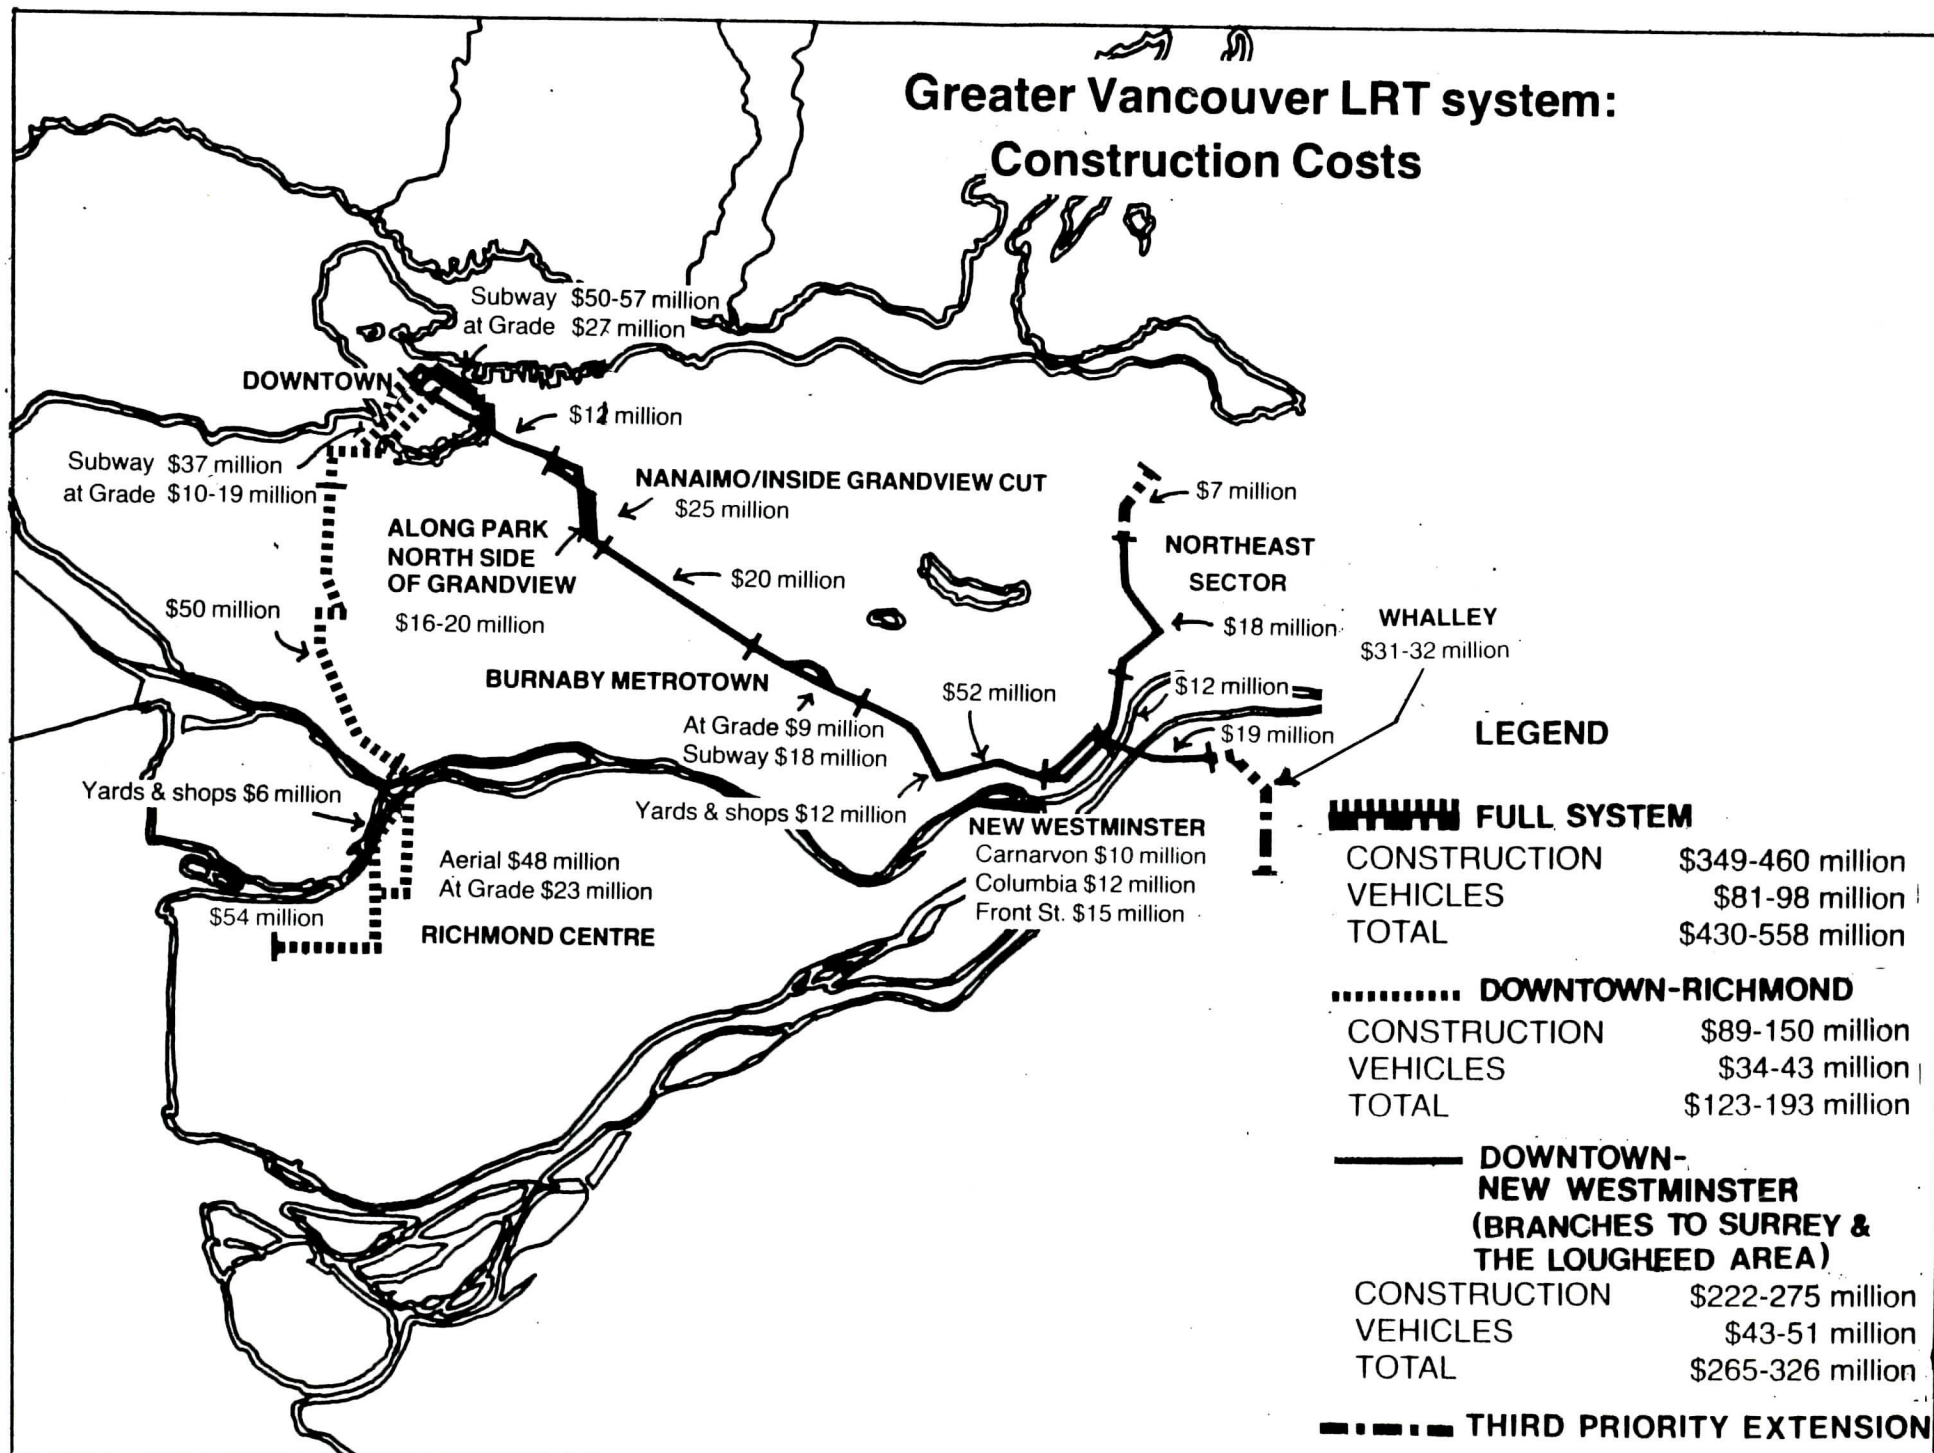 Greater Vancouver LRT system:
Construction Costs
Subway $50-57 million
at Grade $27 million
DOWNTOWN
$12 million
Subway $37 million
at Grade $10-19 million
NANAIMO/INSIDE GRANDVIEW CUT
$25 million
$7 million
ALONG PARK
NORTH SIDE
OF GRANDVIEW
$16-20 million
NORTHEAST
SECTOR
$20 million
$50 million
$18 million
WHALLEY
$31-32 million
BURNABY METROTOWN
At Grade $9 million
Subway $18 million
$52 million
$12 million
$19 million
Yards & shops $6 million
Yards & shops $12 million
NEW WESTMINSTER
Carnarvon $10 million
Columbia $12 million
Front St. $15 million
Aerial $48 million
At Grade $23 million
$54 million
RICHMOND CENTRE
LEGEND
FULL SYSTEM
CONSTRUCTION $349-460 million
VEHICLES $81-98 million
TOTAL $430-558 million
DOWNTOWN-RICHMOND
CONSTRUCTION $89-150 million
VEHICLES $34-43 million
TOTAL $123-193 million
DOWNTOWN-
NEW WESTMINSTER
(BRANCHES TO SURREY &
THE LOUGHEED AREA)
CONSTRUCTION $222-275 million
VEHICLES $43-51 million
TOTAL $265-326 million
THIRD PRIORITY EXTENSION